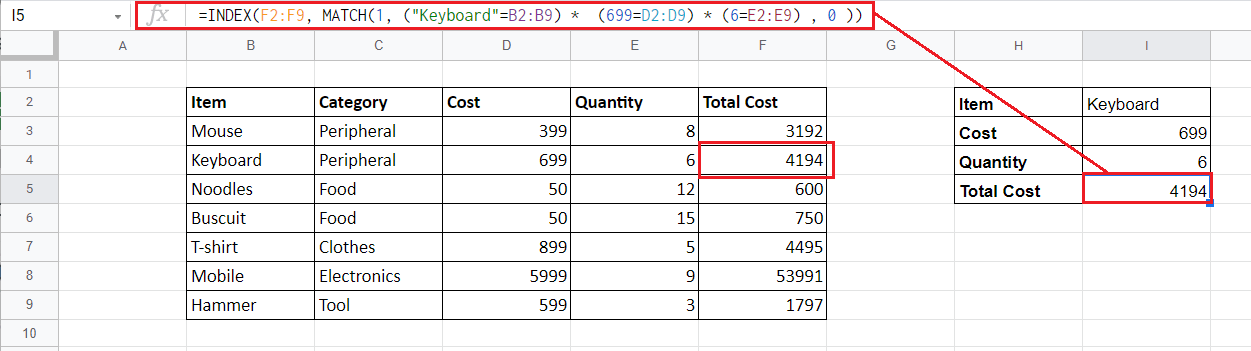 I5 fx =INDEX(F2:F9, MATCH(1, ("Keyboard"=B2:B9) * (699=D2:D9) * (6=E2:E9) , 0 ))
A B C D E F G H I
1
2 Item Category Cost Quantity Total Cost Item Keyboard
3 Mouse Peripheral 399 8 3192 Cost 699
4 Keyboard Peripheral 699 6 4194 Quantity 6
5 Noodles Food 50 12 600 Total Cost 4194
6 Buscuit Food 50 15 750
7 T-shirt Clothes 899 5 4495
8 Mobile Electronics 5999 9 53991
9 Hammer Tool 599 3 1797
10